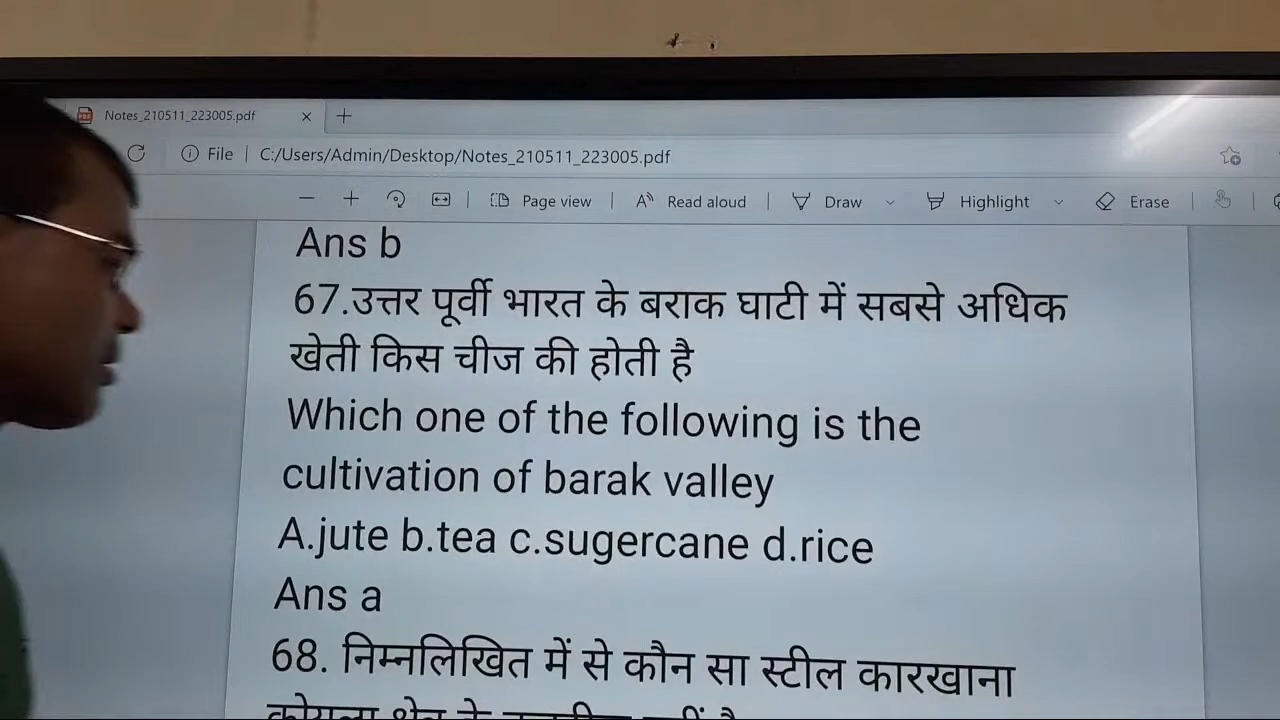 Notes_210511_223005.pdf
File | C:/Users/Admin/Desktop/Notes_210511_223005.pdf
Page view | Read aloud | Draw Highlight Erase
Ans b
67.उत्तर पूर्वी भारत के बराक घाटी में सबसे अधिक
खेती किस चीज की होती है
Which one of the following is the
cultivation of barak valley
A.jute b.tea c.sugercane d.rice
Ans a
68. निम्नलिखित में से कौन सा स्टील कारखाना